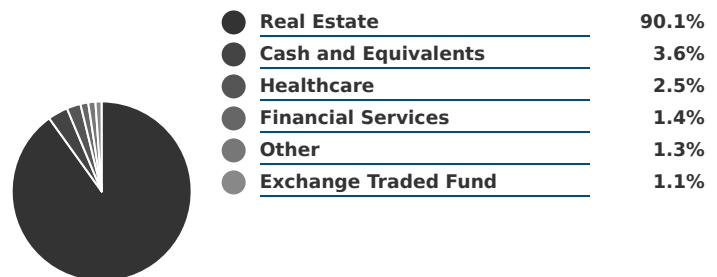 Real Estate 90.1%
Cash and Equivalents 3.6%
Healthcare 2.5%
Financial Services 1.4%
Other 1.3%
Exchange Traded Fund 1.1%